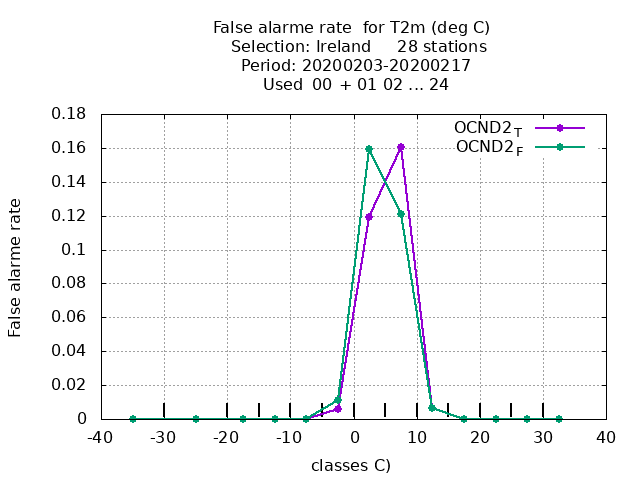 False alarme rate  for T2m (deg C)
Selection: Ireland     28 stations
Period: 20200203-20200217
Used  00 + 01 02 ... 24
OCND2T
OCND2F
False alarme rate
0.18
0.16
0.14
0.12
0.1
0.08
0.06
0.04
0.02
0
-40 -30 -20 -10 0 10 20 30 40
classes C)